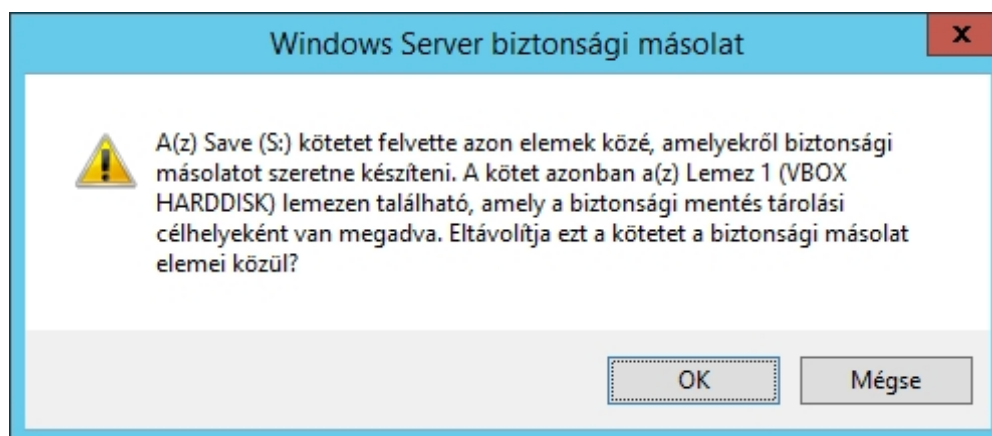 Windows Server biztonsági másolat
x
A(z) Save (S:) kötetet felvette azon elemek közé, amelyekről biztonsági
másolatot szeretne készíteni. A kötet azonban a(z) Lemez 1 (VBOX
HARDDISK) lemezen található, amely a biztonsági mentés tárolási
célhelyeként van megadva. Eltávolítja ezt a kötetet a biztonsági másolat
elemei közül?
OK
Mégse